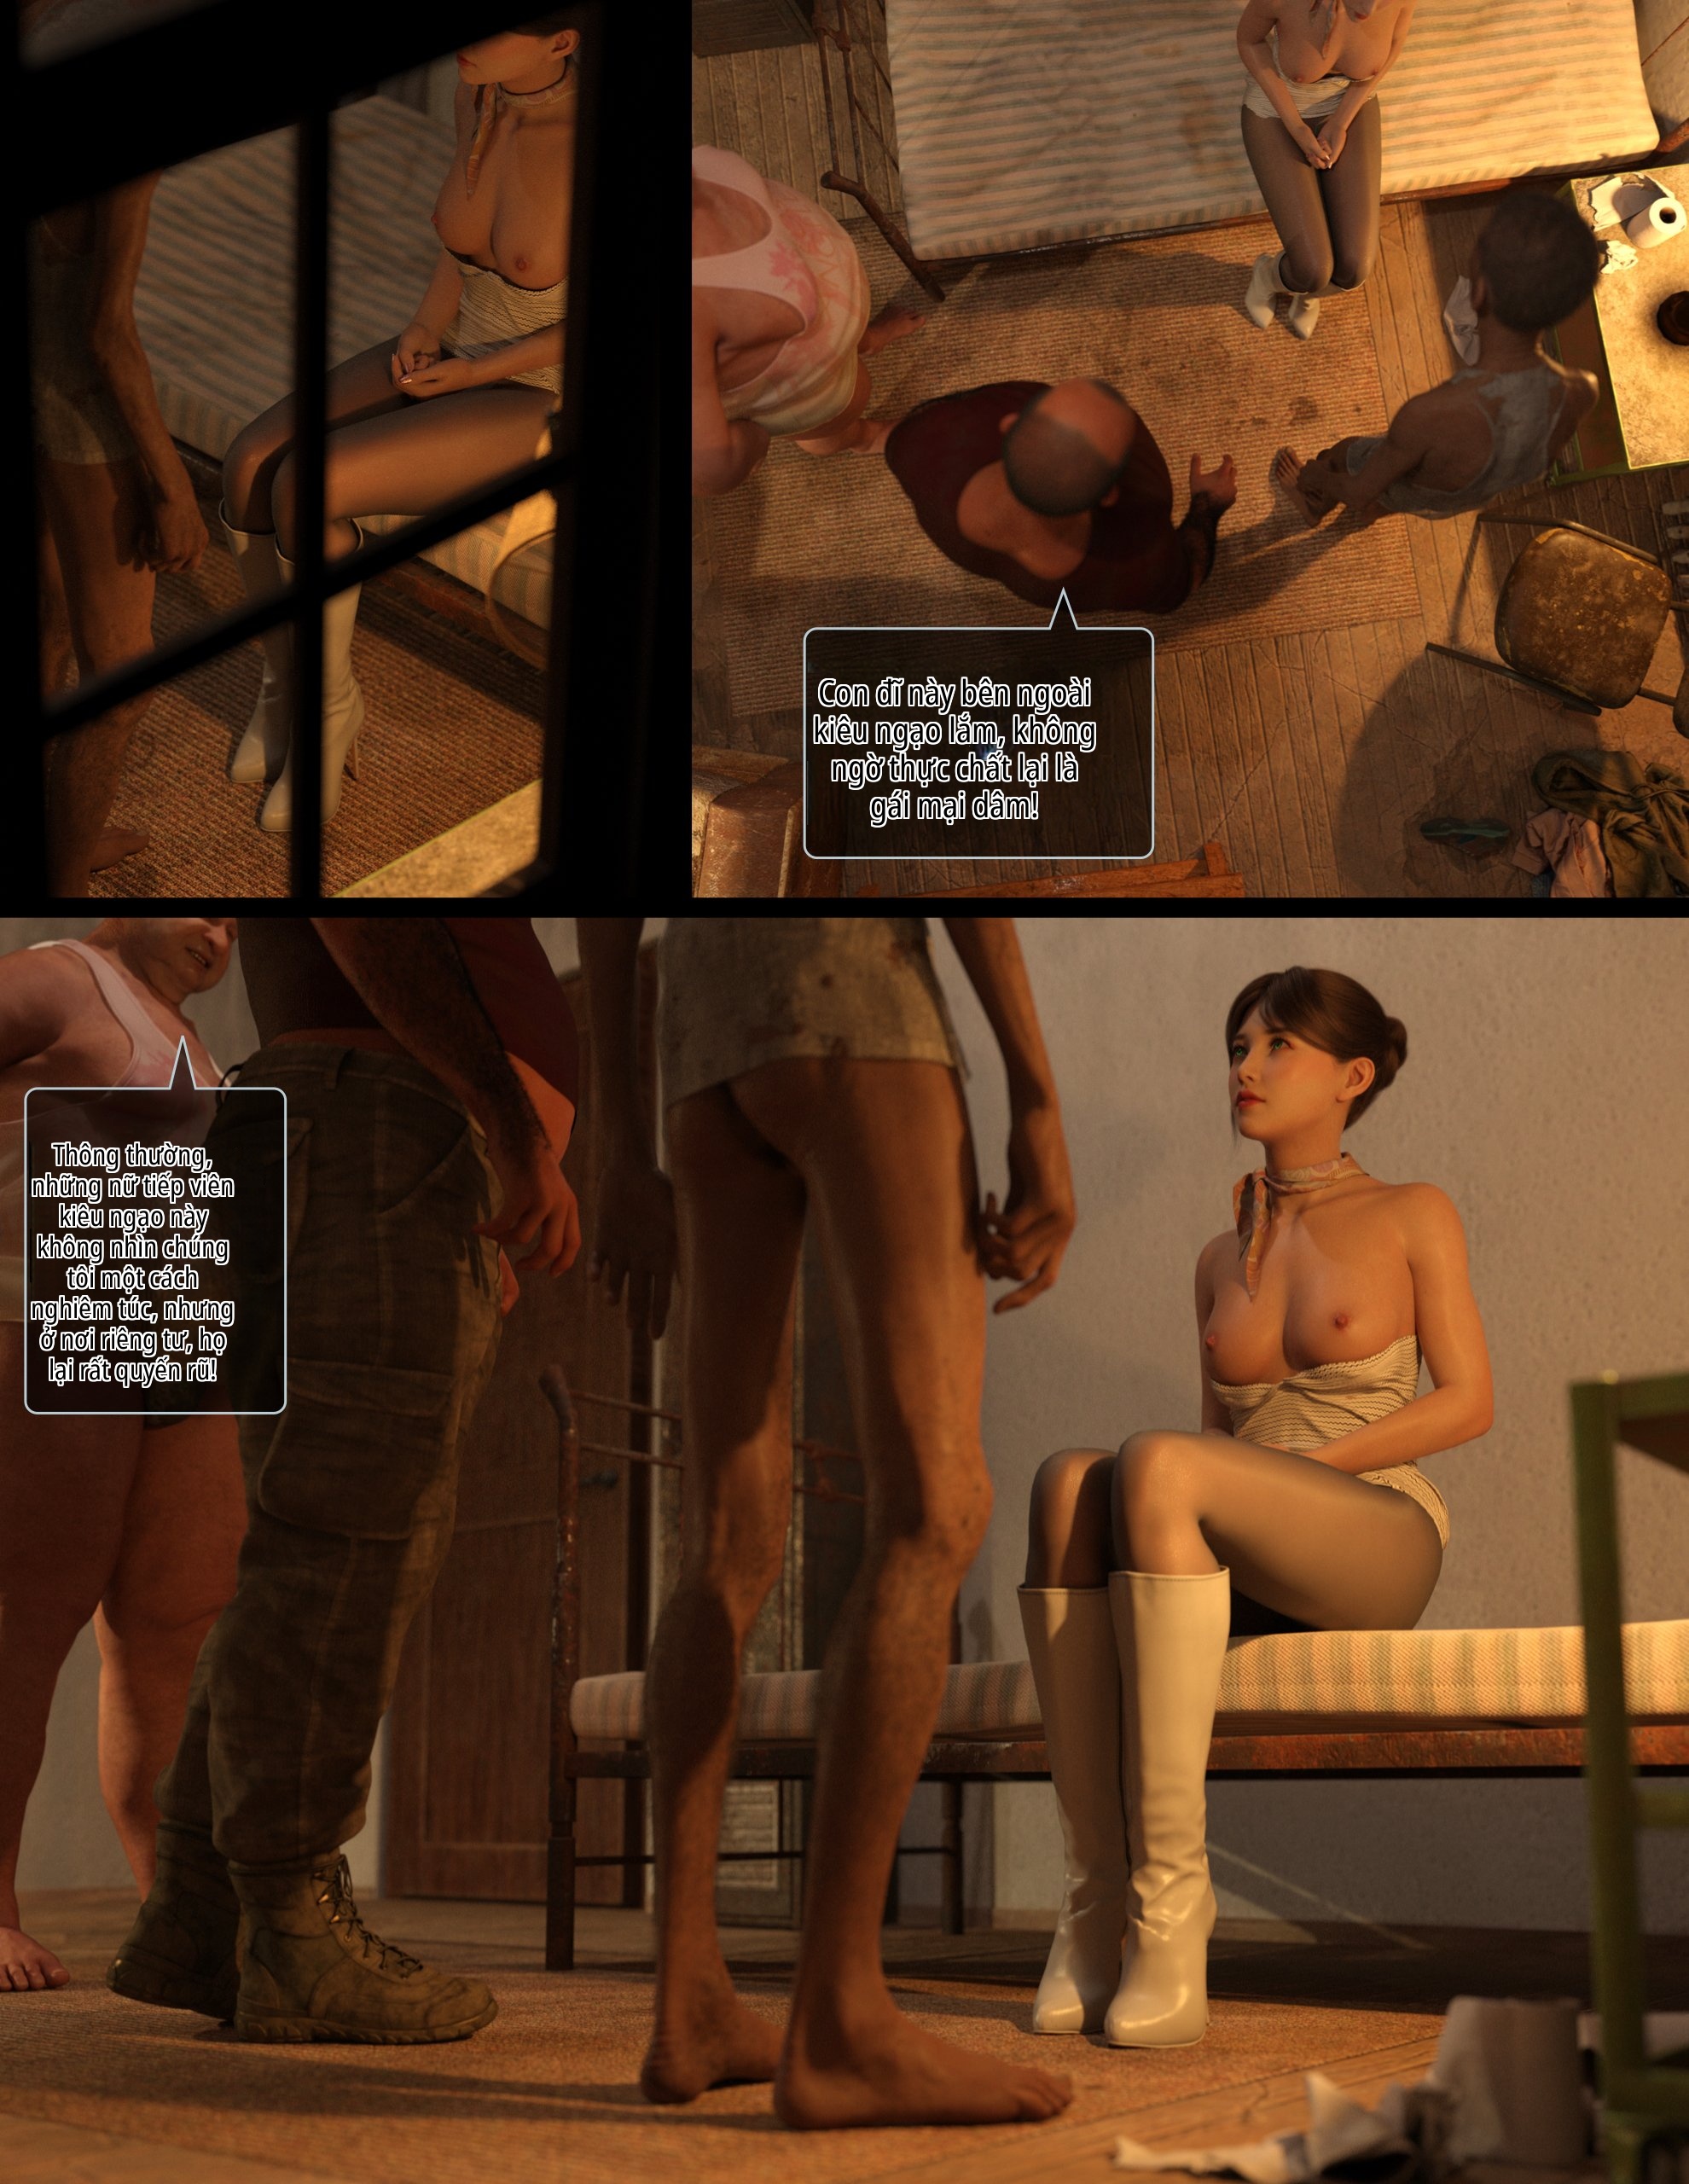 Con đĩ này bên ngoài
kiêu ngạo lắm, không
ngờ thực chất lại là
gái mại dâm!
Thông thường,
những nữ tiếp viên
kiêu ngạo này
không nhìn chúng
tôi một cách
nghiêm túc, nhưng
ở nơi riêng tư, họ
lại rất quyến rũ!